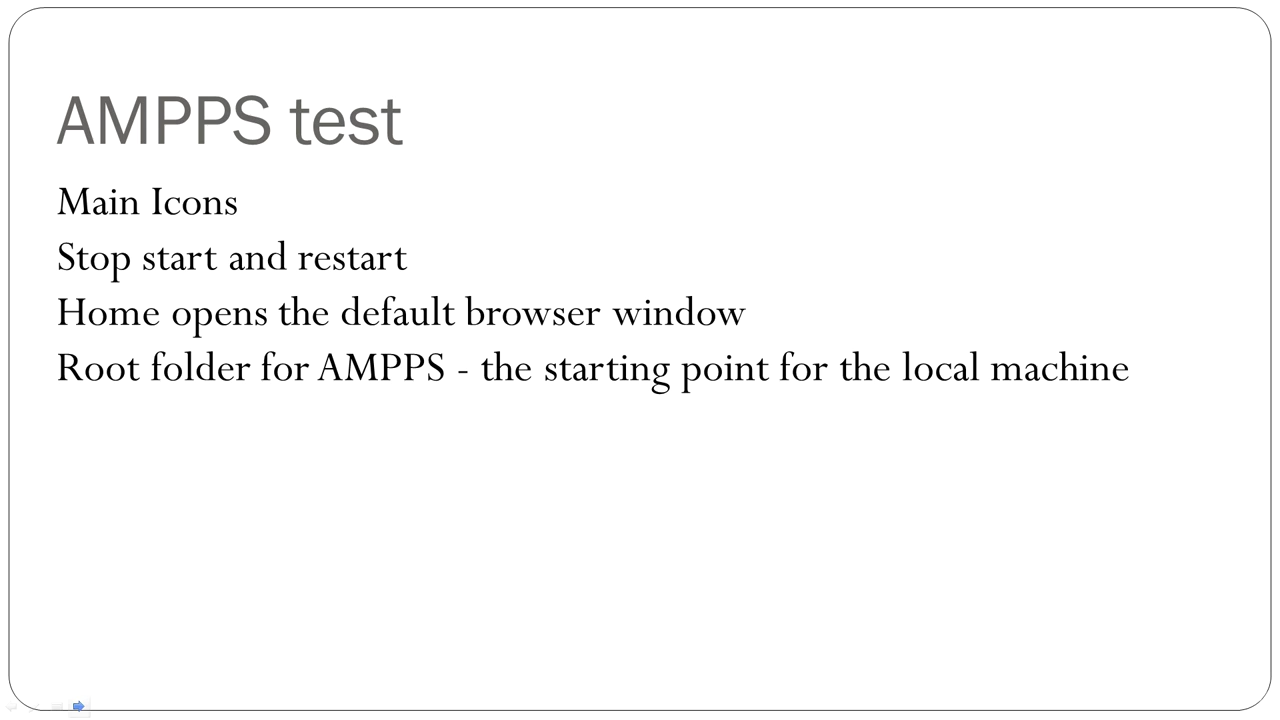 AMPPS test
Main Icons
Stop start and restart
Home opens the default browser window
Root folder for AMPPS - the starting point for the local machine